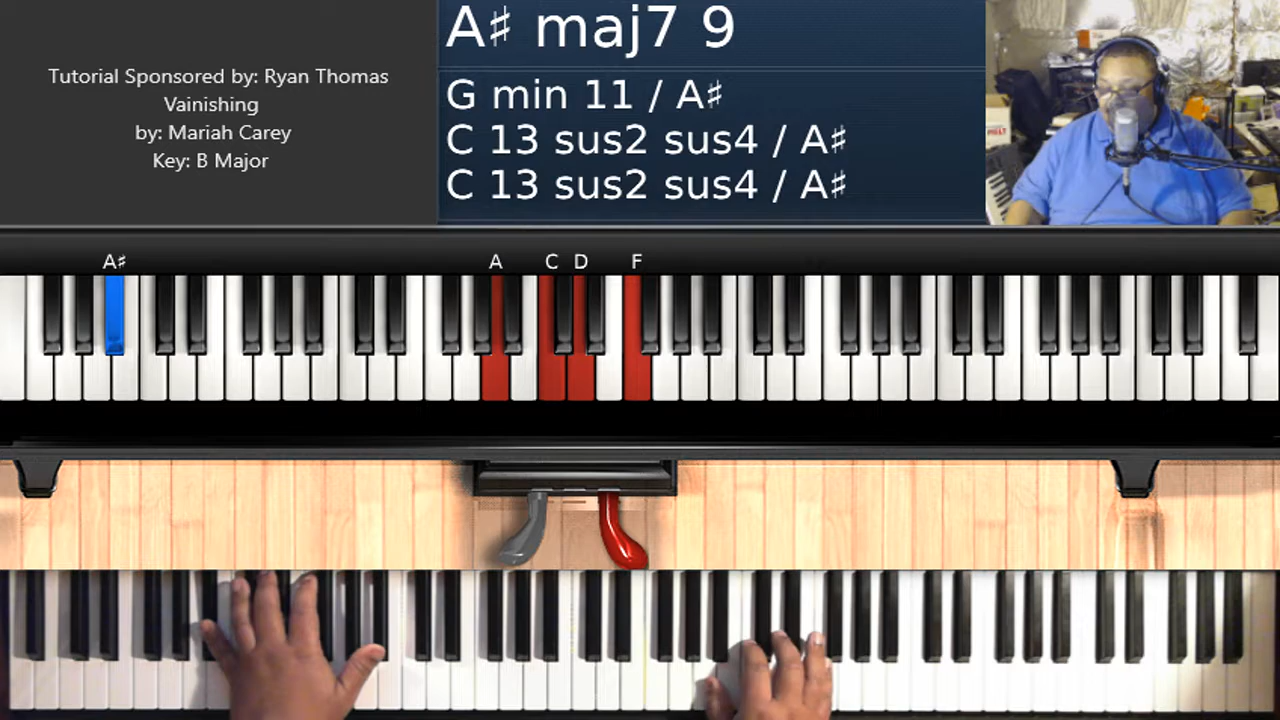 Tutorial Sponsored by: Ryan Thomas
Vainishing
by: Mariah Carey
Key: B Major
A♯ maj7 9
G min 11 / A♯
C 13 sus2 sus4 / A♯
C 13 sus2 sus4 / A♯
A♯ A C D F